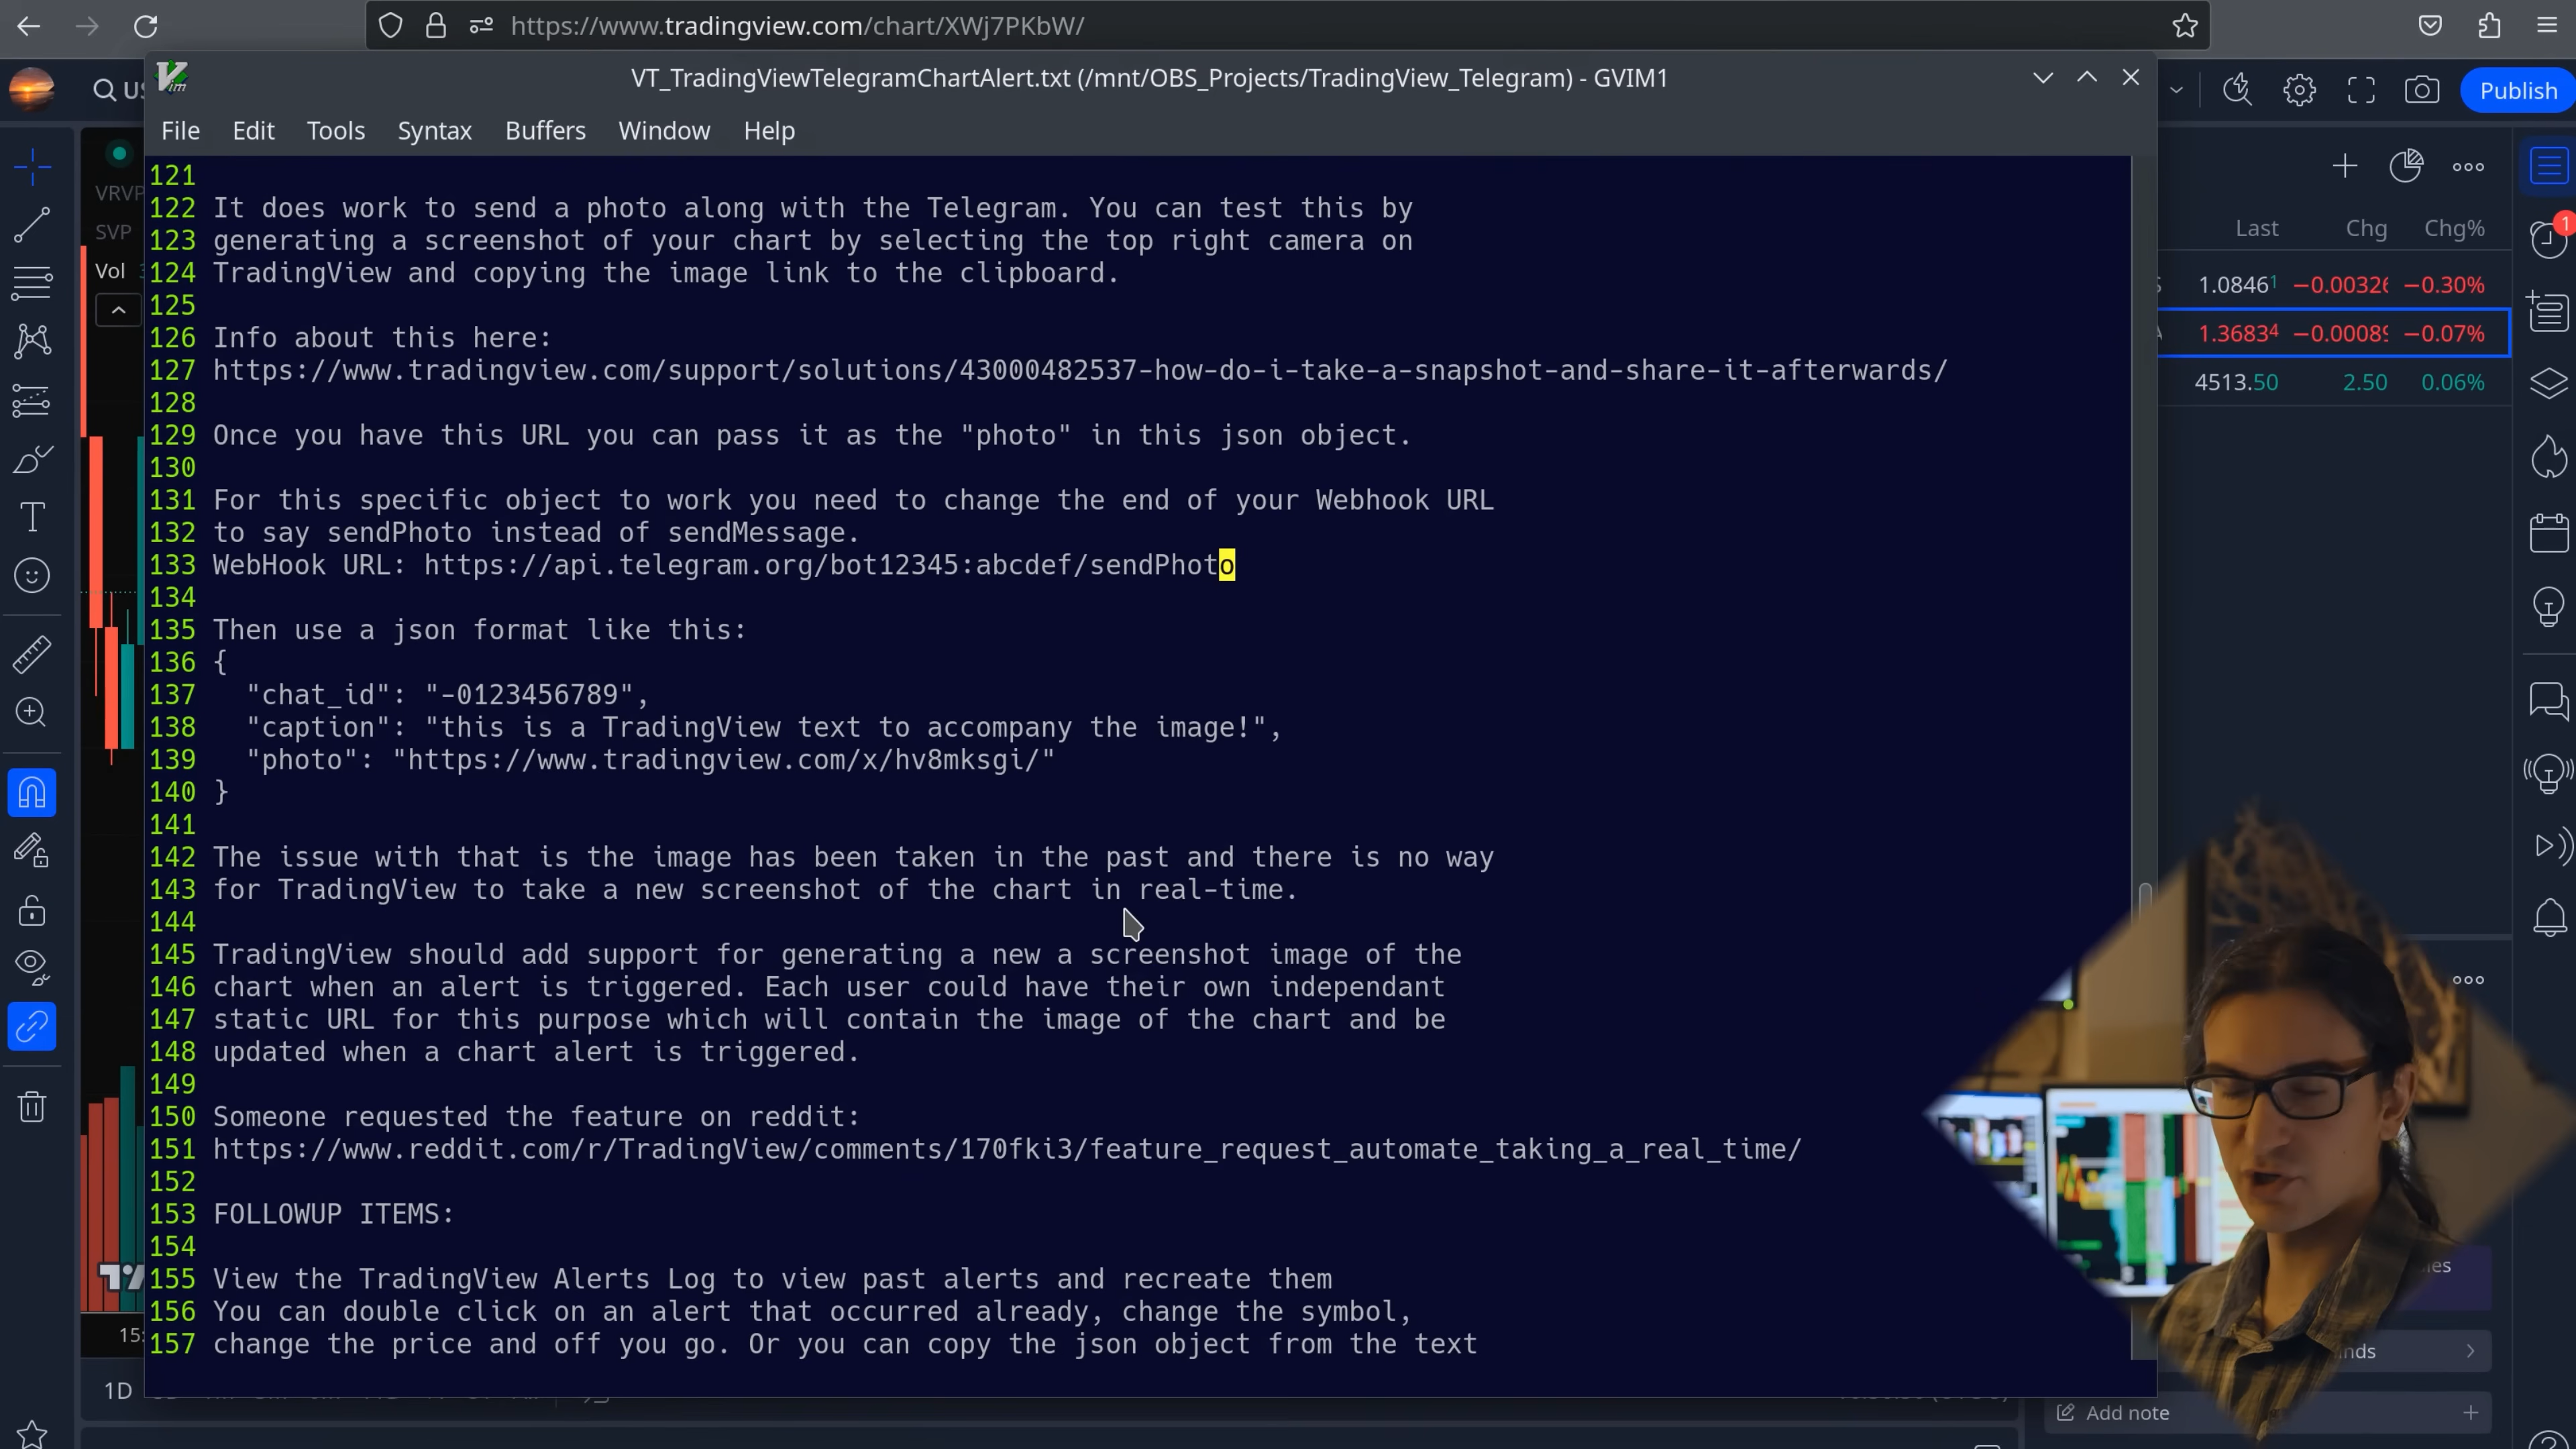 https://www.tradingview.com/chart/XWj7PKbW/
VT_TradingViewTelegramChartAlert.txt (/mnt/OBS_Projects/TradingView_Telegram) - GVIM1
Publish
File Edit Tools Syntax Buffers Window Help
VRVP
SVP
Vol
Last Chg Chg%
1.08461 −0.00326 −0.30%
1.36834 −0.00089 −0.07%
4513.50 2.50 0.06%
1
121
122 It does work to send a photo along with the Telegram. You can test this by
123 generating a screenshot of your chart by selecting the top right camera on
124 TradingView and copying the image link to the clipboard.
125
126 Info about this here:
127 https://www.tradingview.com/support/solutions/43000482537-how-do-i-take-a-snapshot-and-share-it-afterwards/
128
129 Once you have this URL you can pass it as the "photo" in this json object.
130
131 For this specific object to work you need to change the end of your Webhook URL
132 to say sendPhoto instead of sendMessage.
133 WebHook URL: https://api.telegram.org/bot12345:abcdef/sendPhoto
134
135 Then use a json format like this:
136 {
137   "chat_id": "-0123456789",
138   "caption": "this is a TradingView text to accompany the image!",
139   "photo": "https://www.tradingview.com/x/hv8mksgi/"
140 }
141
142 The issue with that is the image has been taken in the past and there is no way
143 for TradingView to take a new screenshot of the chart in real-time.
144
145 TradingView should add support for generating a new a screenshot image of the
146 chart when an alert is triggered. Each user could have their own independant
147 static URL for this purpose which will contain the image of the chart and be
148 updated when a chart alert is triggered.
149
150 Someone requested the feature on reddit:
151 https://www.reddit.com/r/TradingView/comments/170fki3/feature_request_automate_taking_a_real_time/
152
153 FOLLOWUP ITEMS:
154
155 View the TradingView Alerts Log to view past alerts and recreate them
156 You can double click on an alert that occurred already, change the symbol,
157 change the price and off you go. Or you can copy the json object from the text
1D
Add note